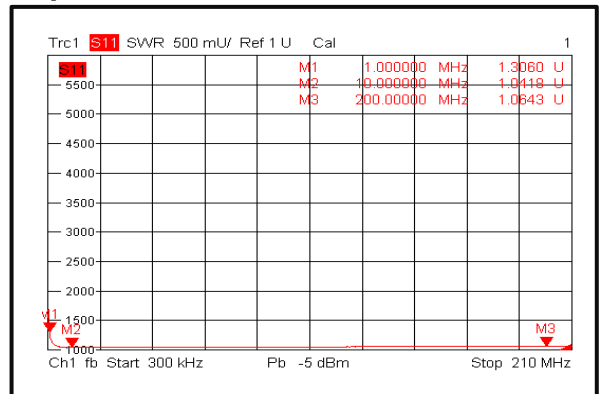 Trc1 S11 SWR 500 mU/ Ref 1 U Cal 1
S11
M1 1.000000 MHz 1.3060 U
M2 10.000000 MHz 1.0418 U
M3 200.00000 MHz 1.0643 U
5500
5000
4500
4000
3500
3000
2500
2000
1500
1000
M1
M2
M3
Ch1 fb Start 300 kHz Pb -5 dBm Stop 210 MHz